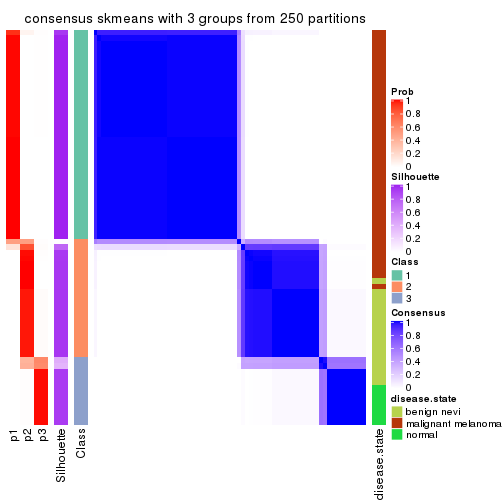 consensus skmeans with 3 groups from 250 partitions
Prob
1
0.8
0.6
0.4
0.2
0
Silhouette
1
0.8
0.6
0.4
0.2
0
Class
1
2
3
Consensus
1
0.8
0.6
0.4
0.2
0
disease.state
benign nevi
malignant melanoma
normal
p1
p2
p3
Silhouette
Class
disease.state